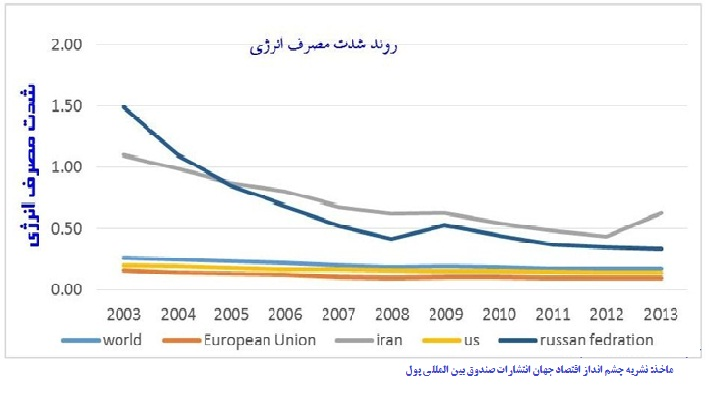 روند شدت مصرف انرژی
شدت مصرف انرژی
2.00
1.50
1.00
0.50
0.00
2003 2004 2005 2006 2007 2008 2009 2010 2011 2012 2013
world European Union iran us russan fedration
ماخذ: نشریه چشم انداز اقتصاد جهان انتشارات صندوق بین المللی پول